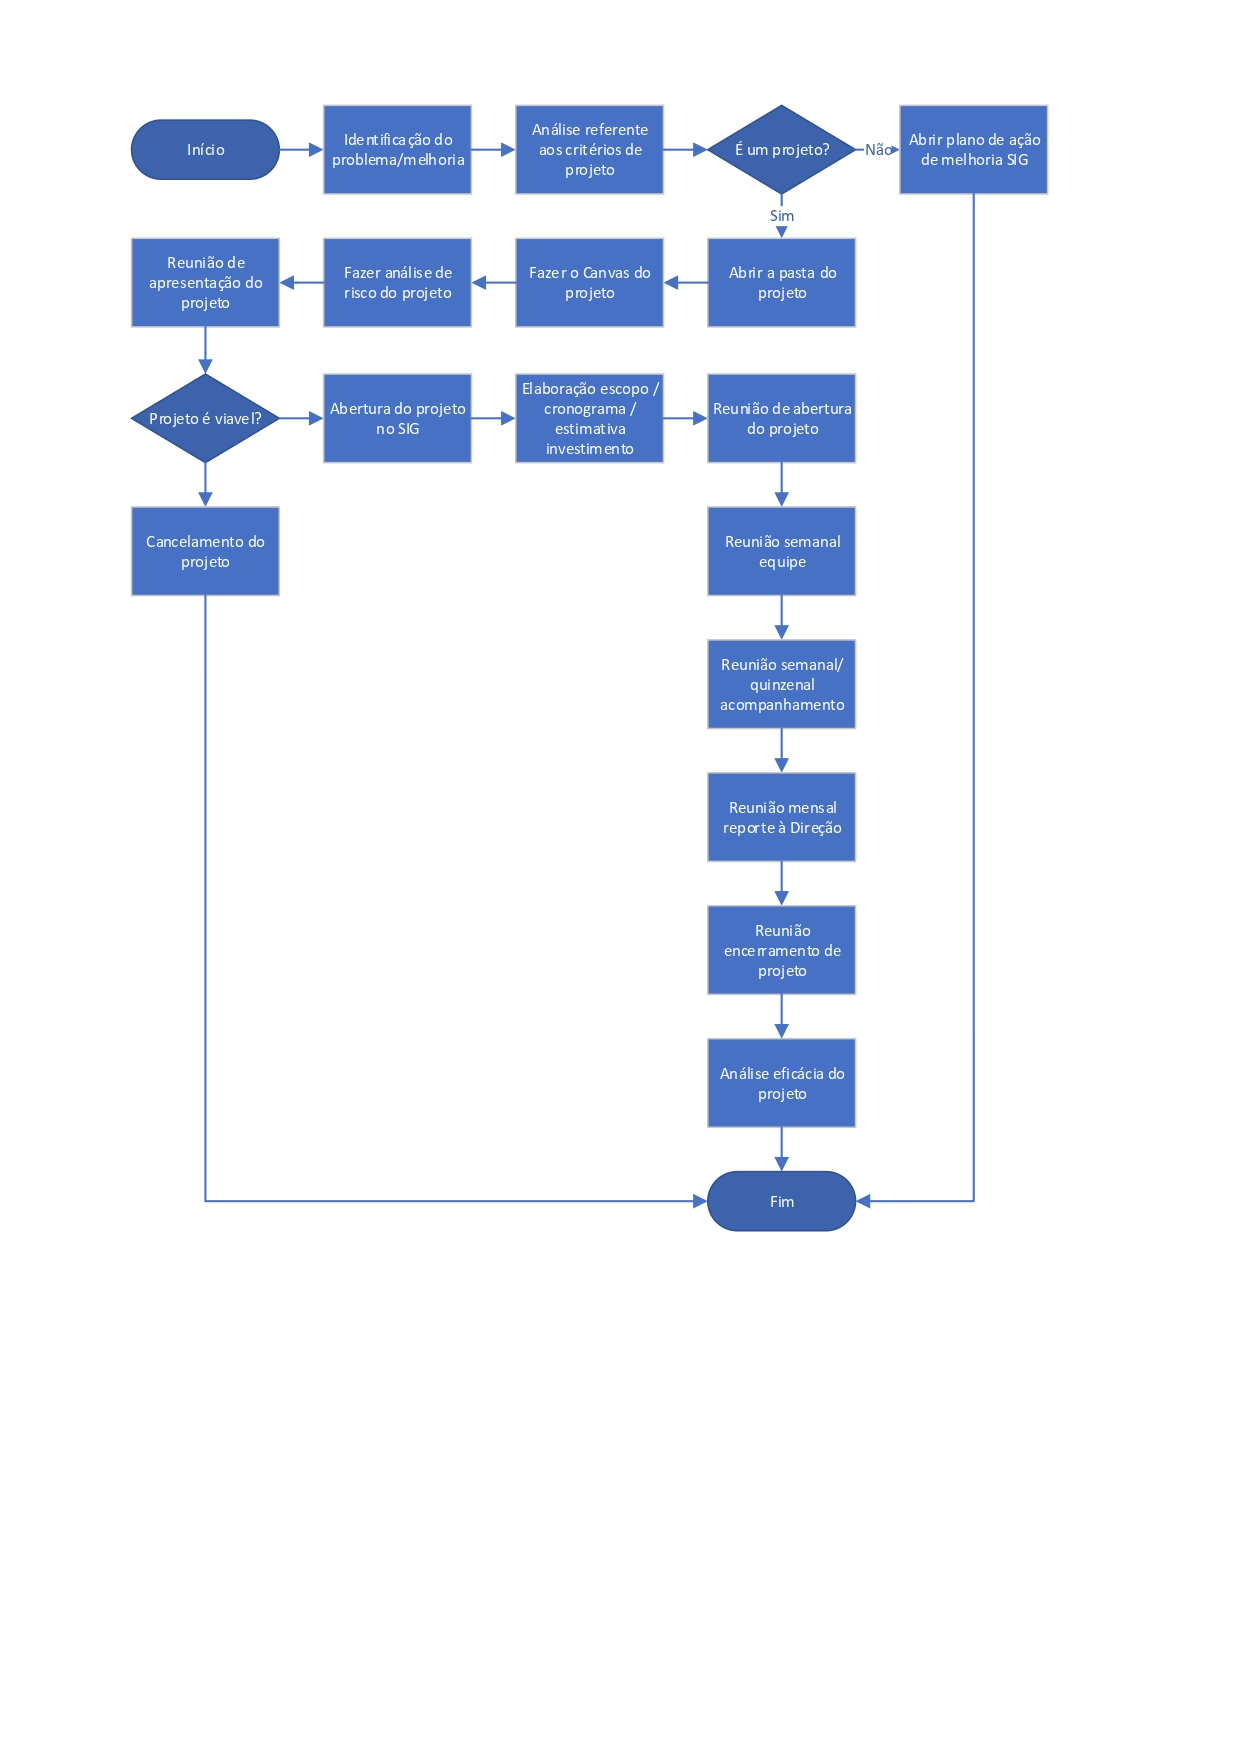 Início
Identificação do
problema/melhoria
Análise referente
aos critérios de
projeto
É um projeto?
Não
Abrir plano de ação
de melhoria SIG
Sim
Reunião de
apresentação do
projeto
Fazer análise de
risco do projeto
Fazer o Canvas do
projeto
Abrir a pasta do
projeto
Projeto é viavel?
Abertura do projeto
no SIG
Elaboração escopo /
cronograma /
estimativa
investimento
Reunião de abertura
do projeto
Cancelamento do
projeto
Reunião semanal
equipe
Reunião semanal/
quinzenal
acompanhamento
Reunião mensal
reporte à Direção
Reunião
encerramento de
projeto
Análise eficácia do
projeto
Fim